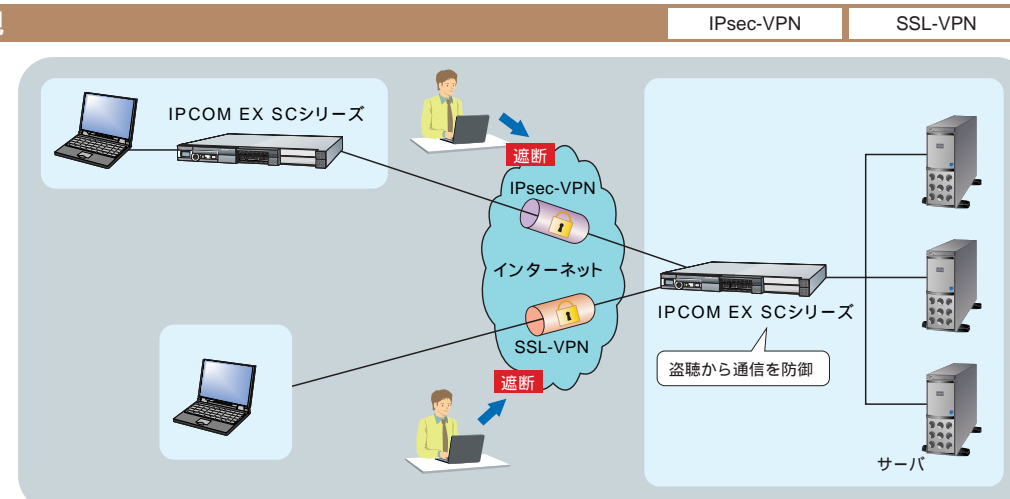 IPsec-VPN
SSL-VPN
IPCOM EX SCシリーズ
遮断
IPsec-VPN
インターネット
IPCOM EX SCシリーズ
SSL-VPN
盗聴から通信を防御
遮断
サーバ